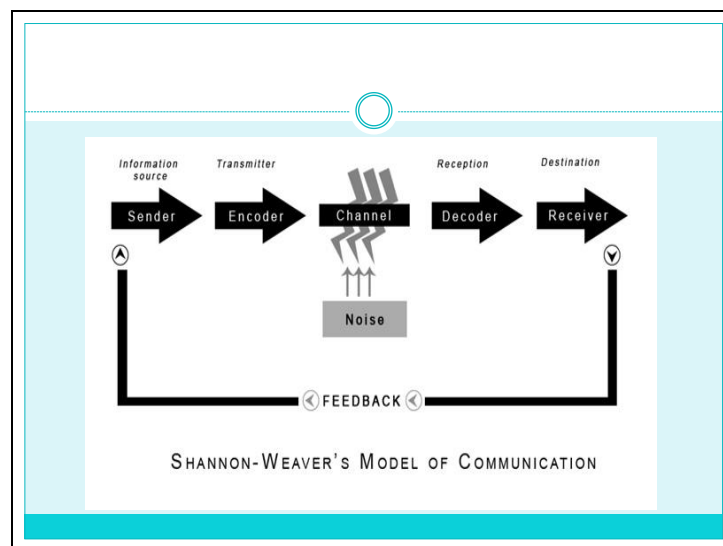 Information
source
Transmitter
Reception
Destination
Sender
Encoder
Channel
Decoder
Receiver
Noise
FEEDBACK
SHANNON-WEAVER'S MODEL OF COMMUNICATION